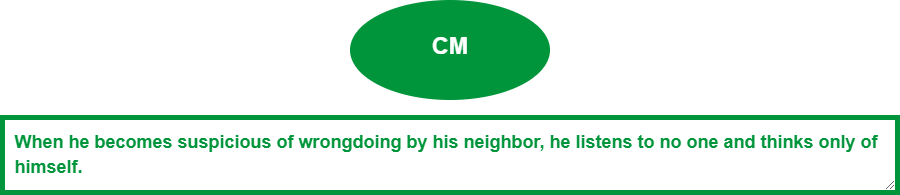 CM
When he becomes suspicious of wrongdoing by his neighbor, he listens to no one and thinks only of
himself.